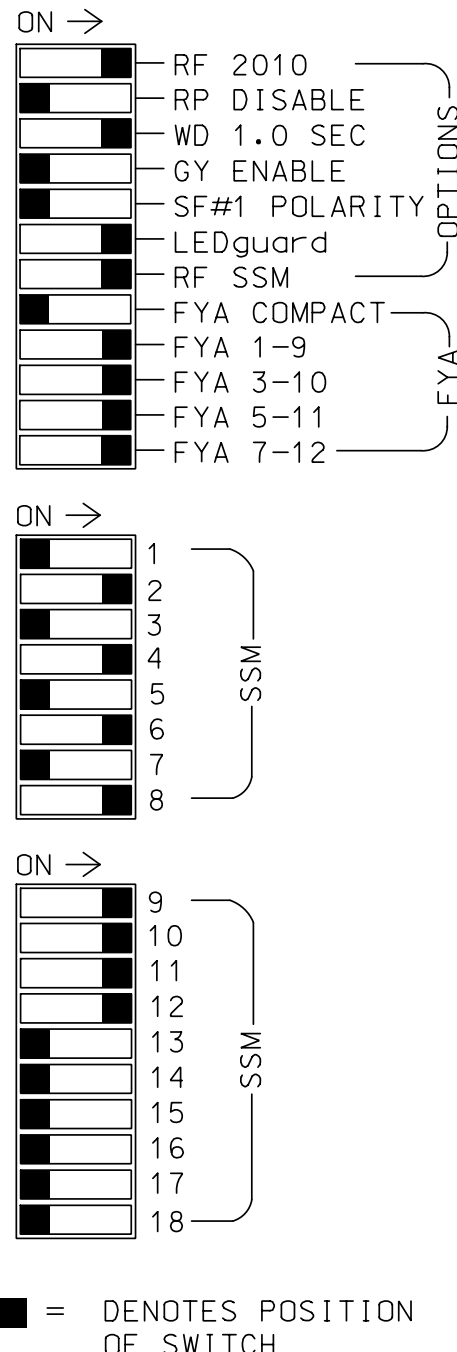 ON →
RF 2010
RP DISABLE
WD 1.0 SEC
GY ENABLE
SF#1 POLARITY
LEDguard
RF SSM
OPTIONS
FYA COMPACT
FYA 1-9
FYA 3-10
FYA 5-11
FYA 7-12
FYA
ON →
1
2
3
4
5
6
7
8
SSM
ON →
9
10
11
12
13
14
15
16
17
18
SSM
= DENOTES POSITION
OF SWITCH